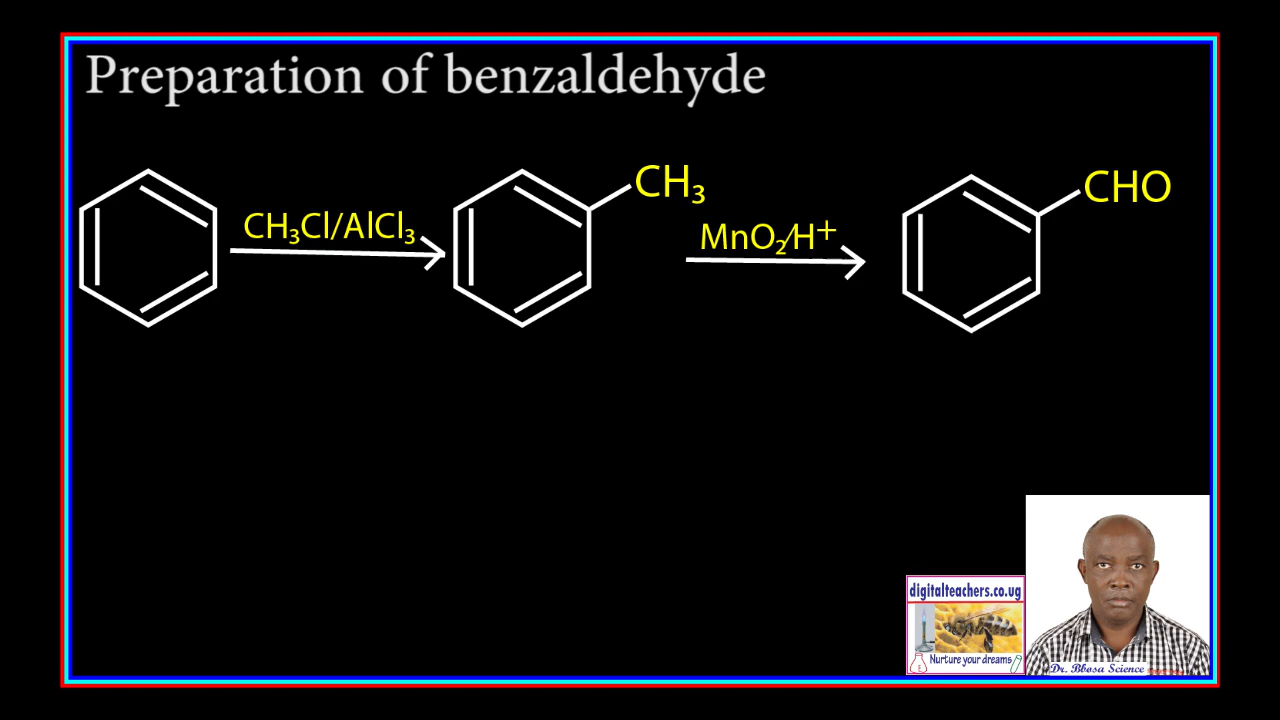 Preparation of benzaldehyde
CH₃Cl/AlCl₃
CH₃
MnO₂/H⁺
CHO
digitalteachers.co.ug
Nurture your dreams
Dr. Bbosa Science